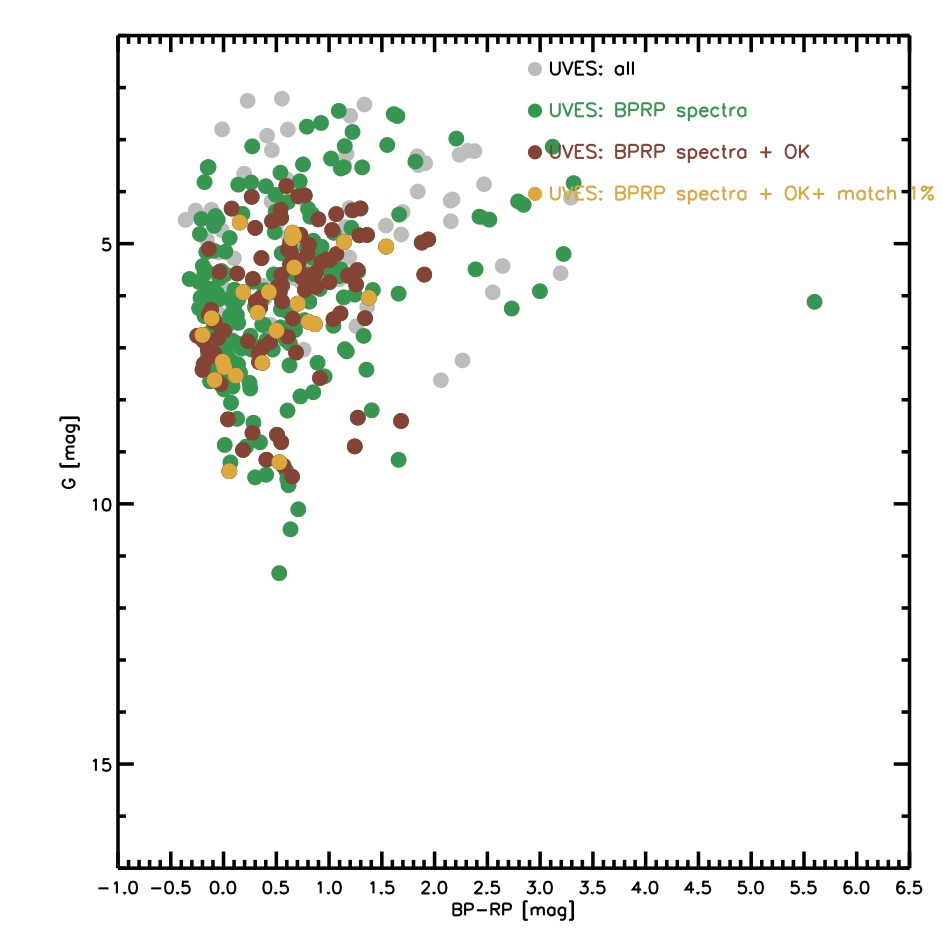 UVES: all
UVES: BPRP spectra
UVES: BPRP spectra + OK
UVES: BPRP spectra + OK+ match 1%
5
10
15
G [mag]
-1.0 -0.5 0.0 0.5 1.0 1.5 2.0 2.5 3.0 3.5 4.0 4.5 5.0 5.5 6.0 6.5
BP-RP [mag]